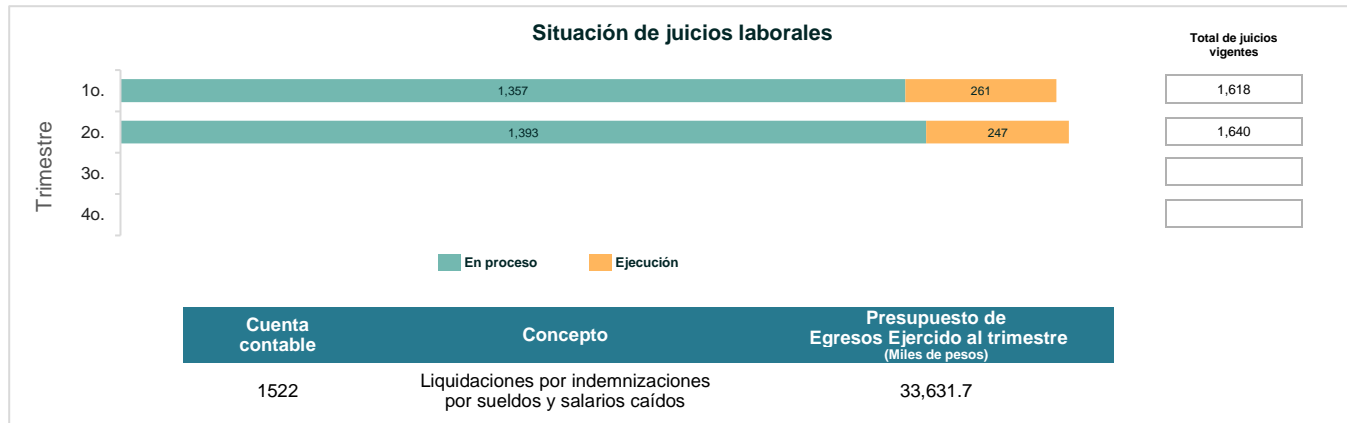 Situación de juicios laborales
Total de juicios
vigentes
Trimestre
1o.
1,357
261
1,618
2o.
1,393
247
1,640
3o.
4o.
En proceso
Ejecución
Cuenta
contable
Concepto
Presupuesto de
Egresos Ejercido al trimestre
(Miles de pesos)
1522
Liquidaciones por indemnizaciones
por sueldos y salarios caídos
33,631.7